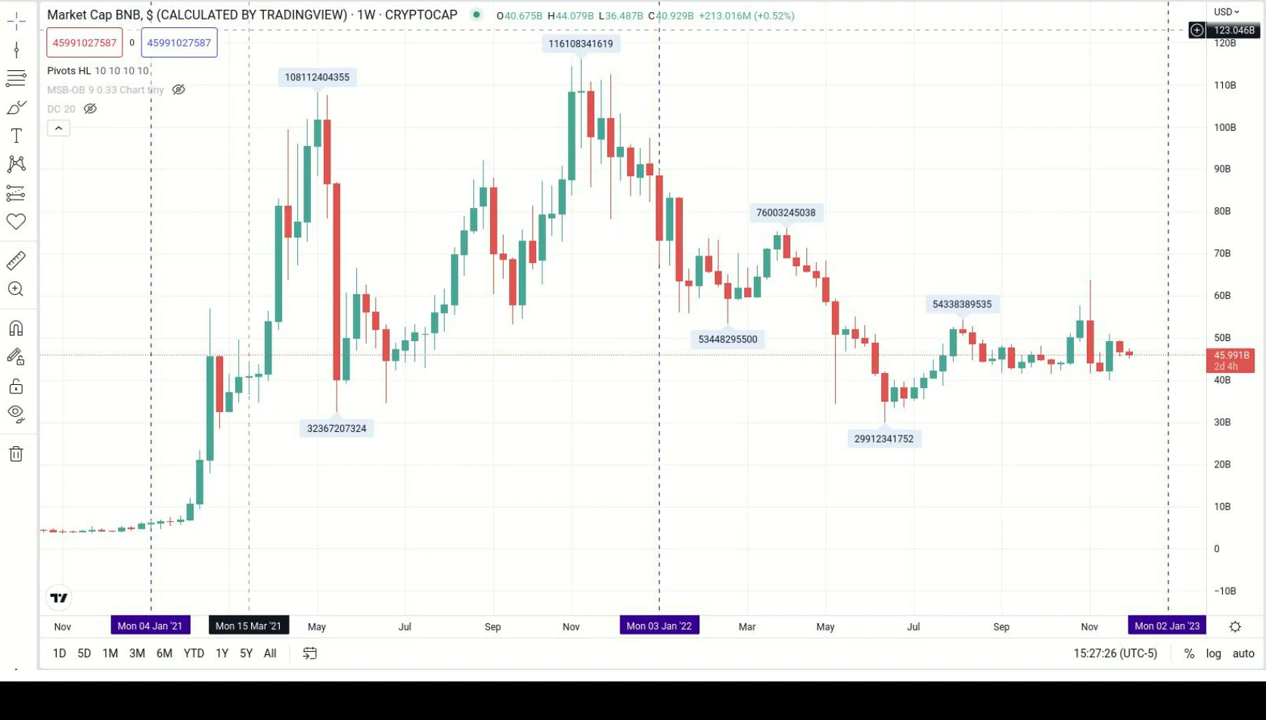 Market Cap BNB, $ (CALCULATED BY TRADINGVIEW) · 1W · CRYPTOCAP O40.675B H44.079B L36.487B C40.929B +213.016M (+0.52%)
USD
45991027587 0 45991027587
123.046B
120B
Pivots HL 10 10 10 10
MSB-OB 9 0.33 Chart tiny
DC 20
116108341619
108112404355
110B
100B
90B
80B
76003245038
70B
60B
54338389535
50B
53448295500
45.991B
2d 4h
40B
30B
32367207324
29912341752
20B
10B
0
−10B
Nov Mon 04 Jan '21 Mon 15 Mar '21 May Jul Sep Nov Mon 03 Jan '22 Mar May Jul Sep Nov Mon 02 Jan '23
1D 5D 1M 3M 6M YTD 1Y 5Y All 15:27:26 (UTC-5) % log auto